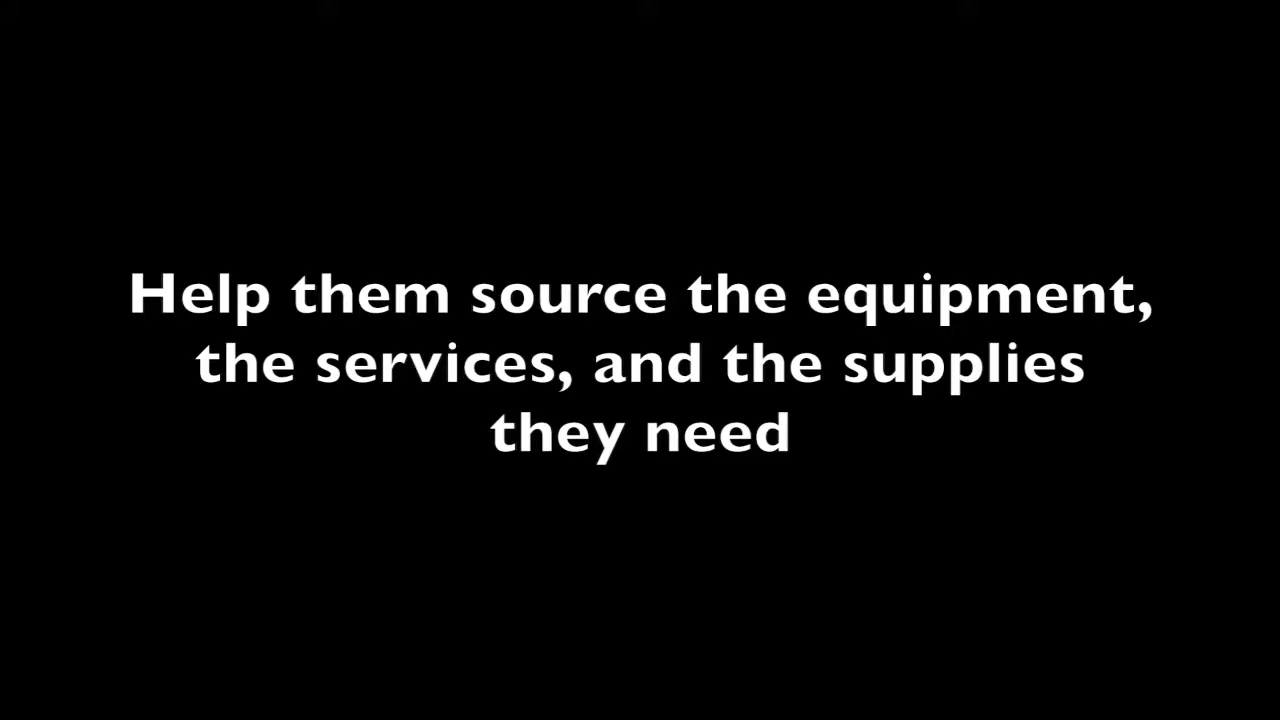 Help them source the equipment,
the services, and the supplies
they need